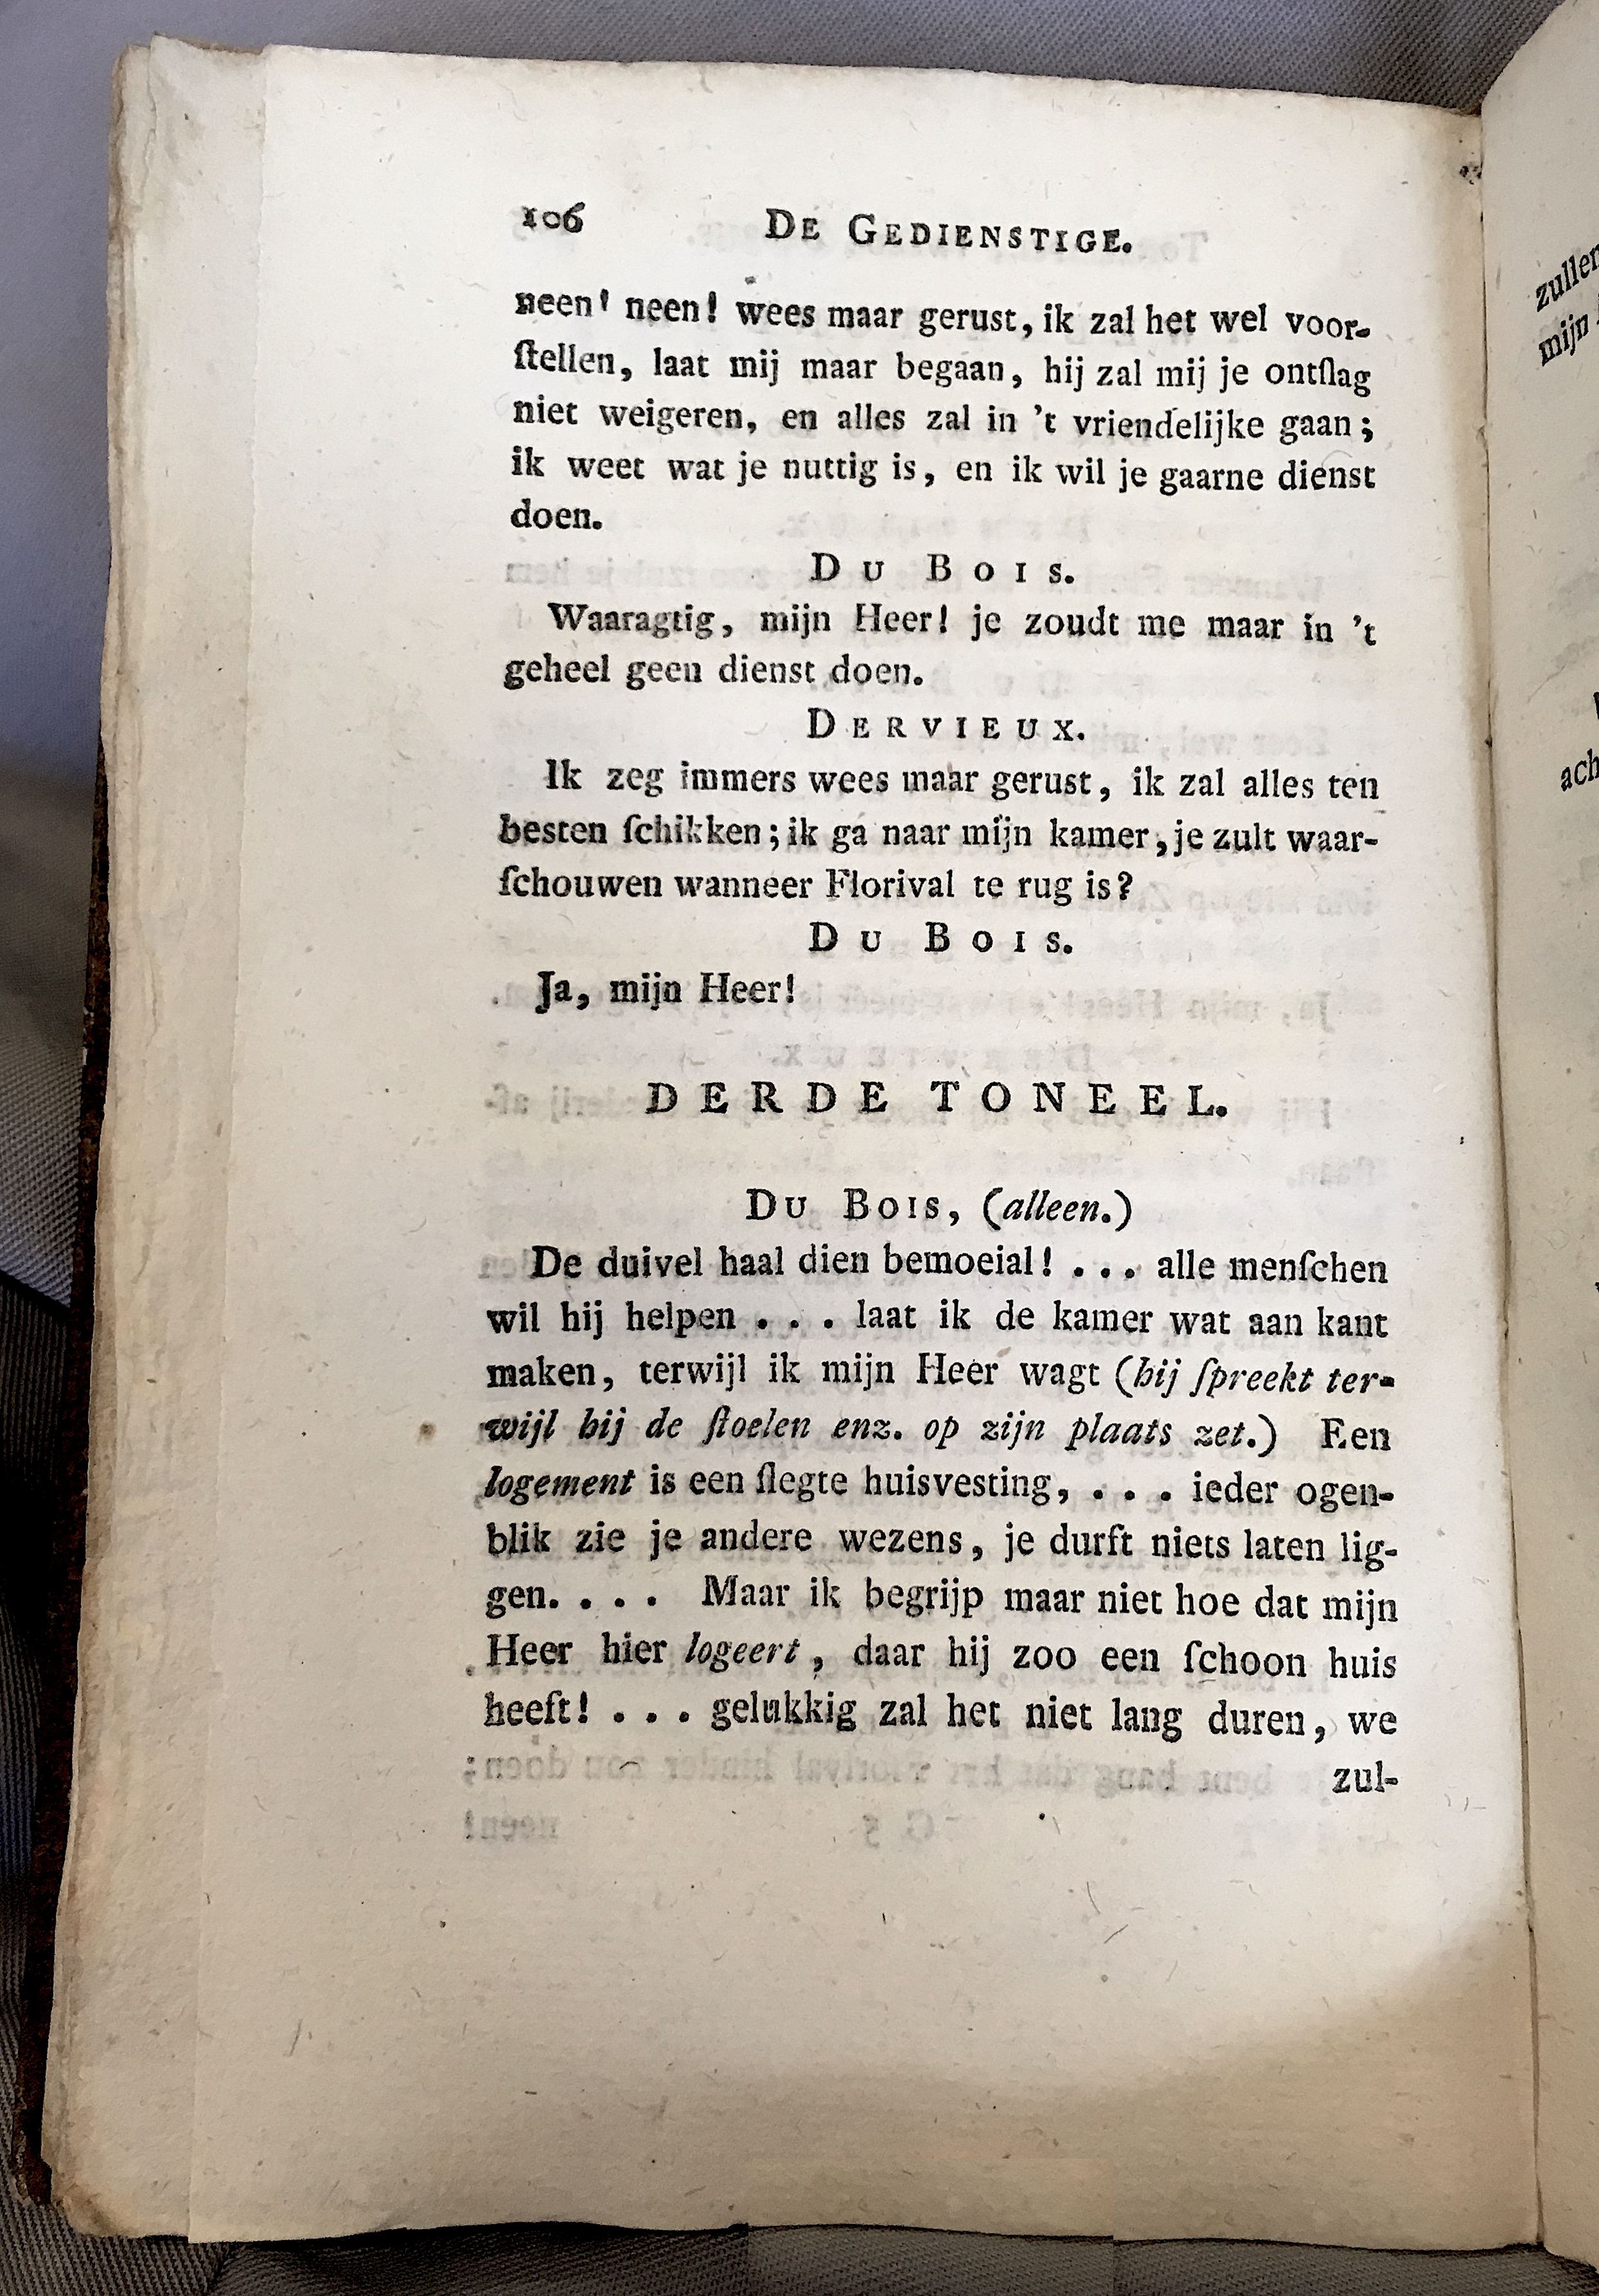 106 DE GEDIENSTIGE.
neen! neen! wees maar gerust, ik zal het wel voor-
ſtellen, laat mij maar begaan, hij zal mij je ontſlag
niet weigeren, en alles zal in 't vriendelijke gaan;
ik weet wat je nuttig is, en ik wil je gaarne dienst
doen.
DU BOIS.
Waaragtig, mijn Heer! je zoudt me maar in 't
geheel geen dienst doen.
DERVIEUX.
Ik zeg immers wees maar gerust, ik zal alles ten
besten ſchikken; ik ga naar mijn kamer, je zult waar-
ſchouwen wanneer Florival te rug is?
DU BOIS.
Ja, mijn Heer!
DERDE TONEEL.
DU BOIS, (alleen.)
De duivel haal dien bemoeial! ... alle menſchen
wil hij helpen ... laat ik de kamer wat aan kant
maken, terwijl ik mijn Heer wagt (hij ſpreekt ter-
wijl hij de ſtoelen enz. op zijn plaats zet.) Een
logement is een ſlegte huisvesting, ... ieder ogen-
blik zie je andere wezens, je durft niets laten lig-
gen. ... Maar ik begrijp maar niet hoe dat mijn
Heer hier logeert, daar hij zoo een ſchoon huis
heeft! ... gelukkig zal het niet lang duren, we
zul-
zullen
mijn
ach